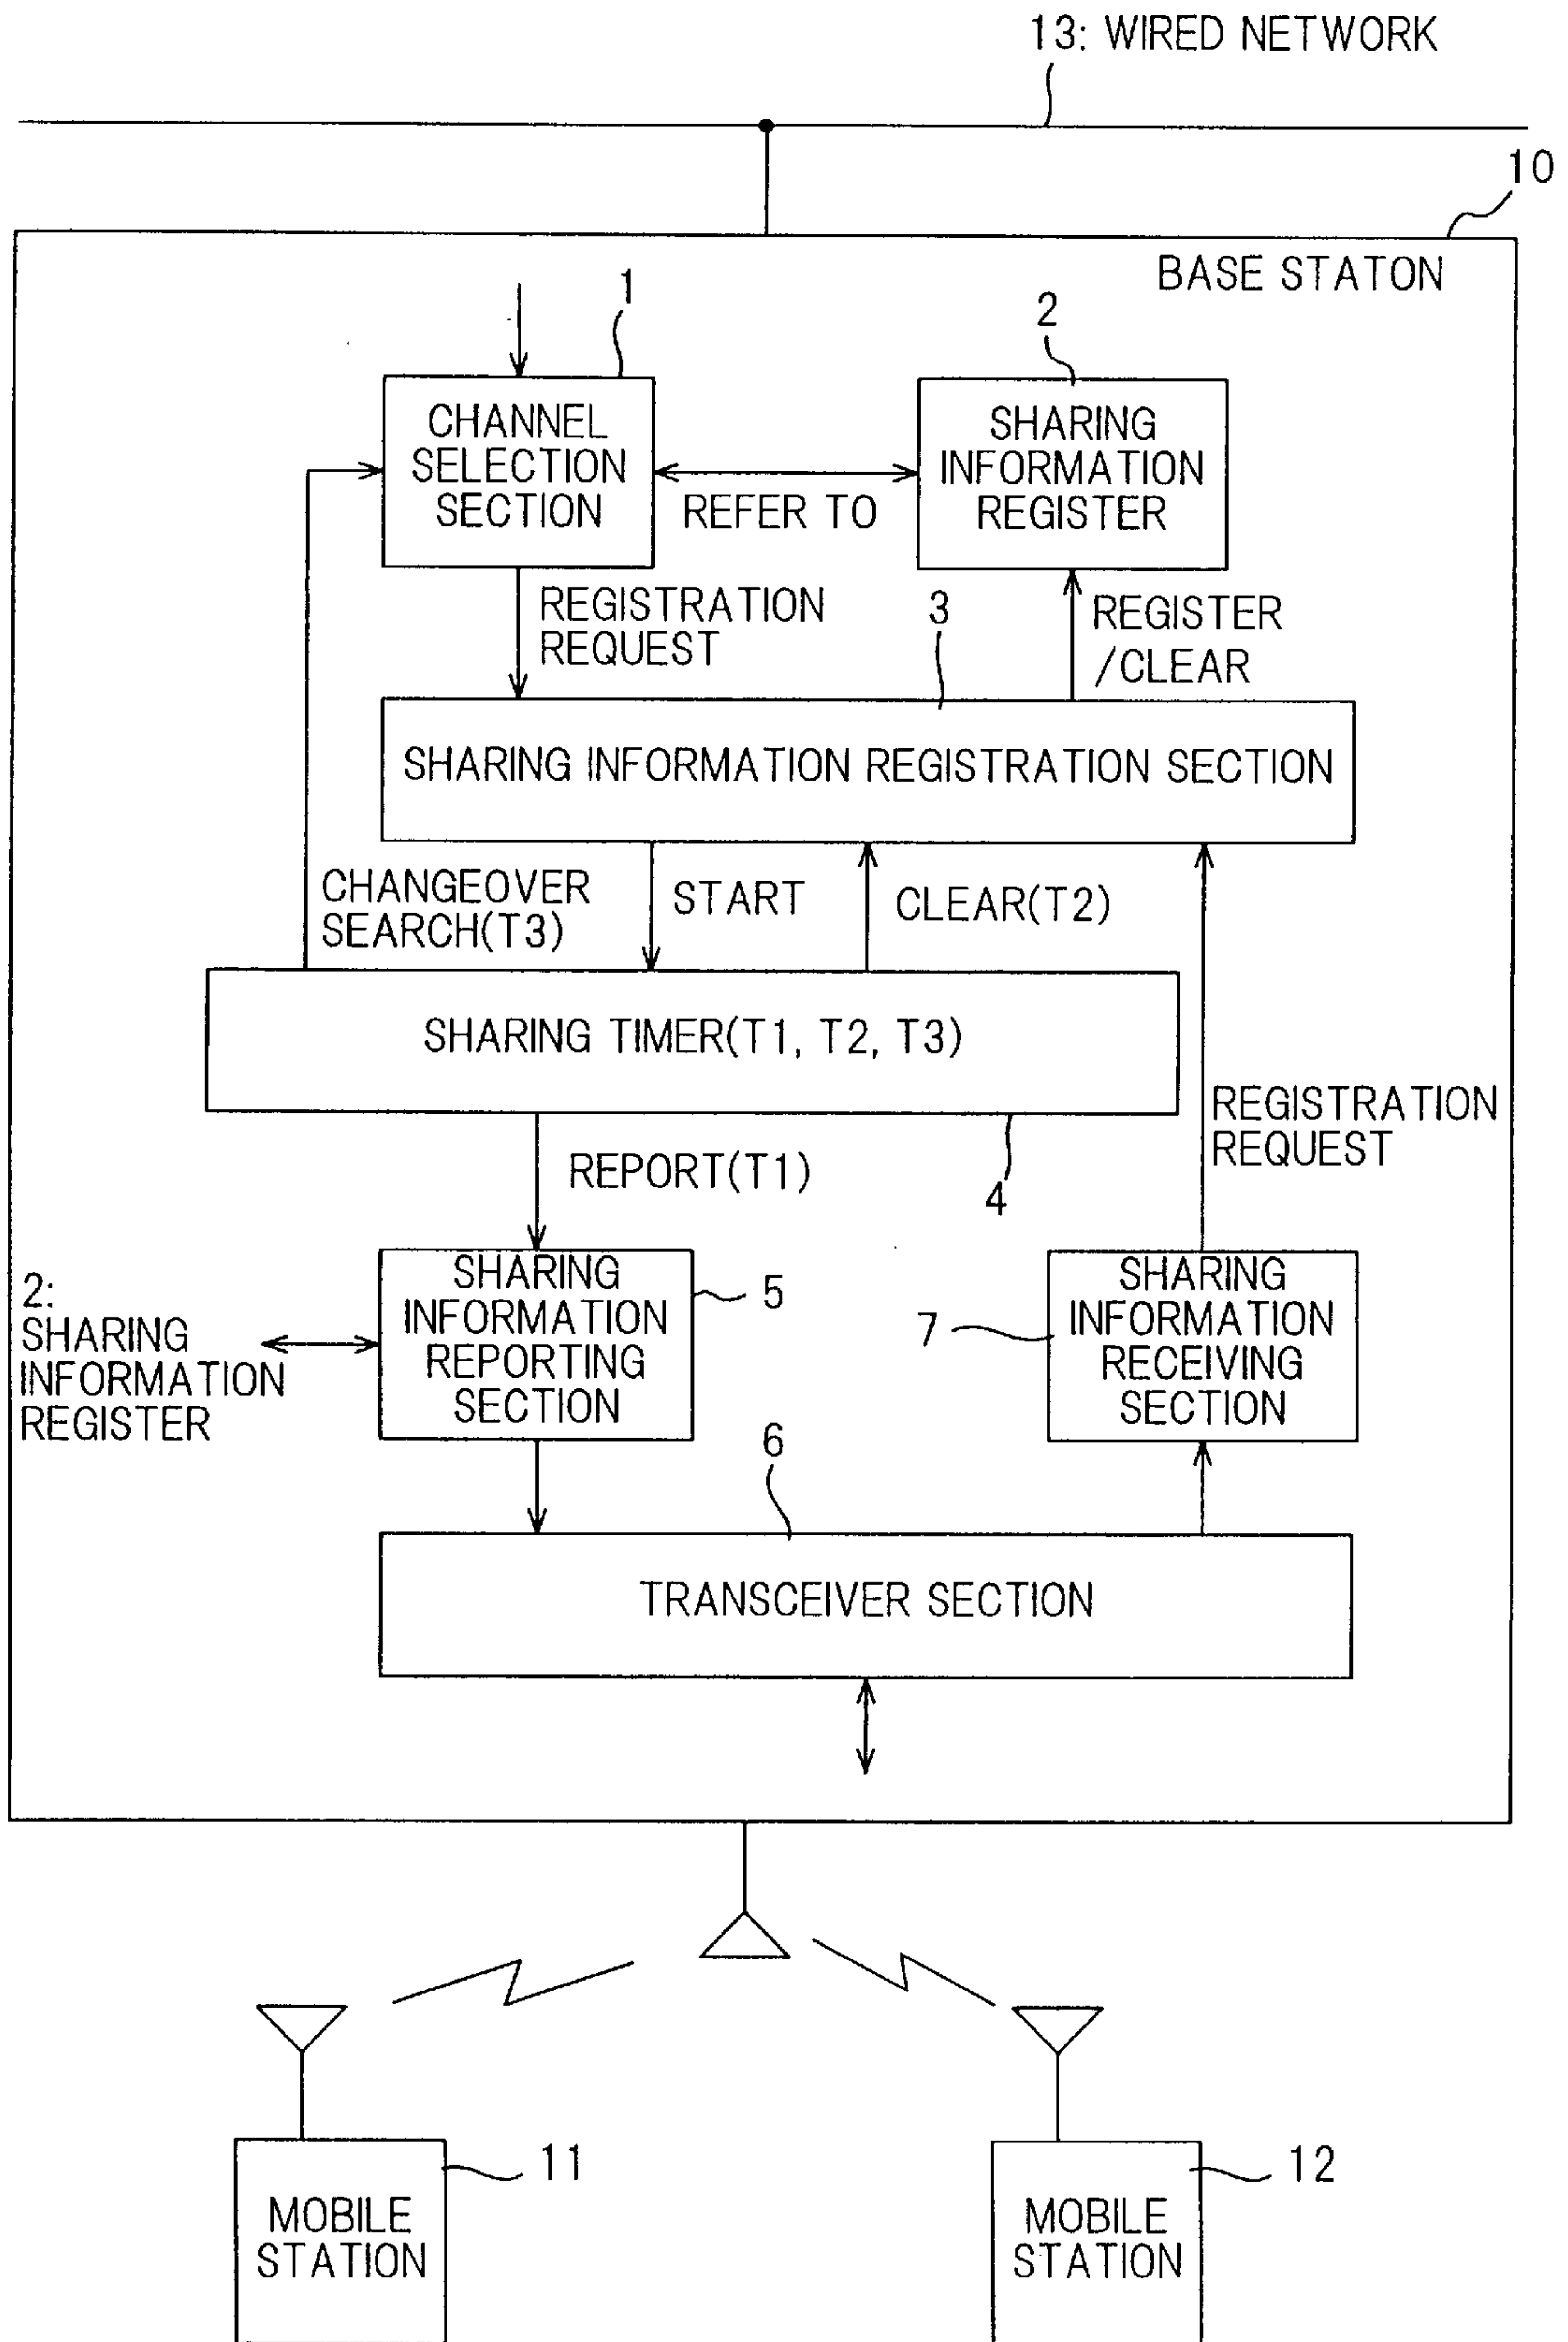 13: WIRED NETWORK
10
BASE STATON
1
2
CHANNEL
SELECTION
SECTION
SHARING
INFORMATION
REGISTER
REFER TO
REGISTRATION
REQUEST
3
REGISTER
/CLEAR
SHARING INFORMATION REGISTRATION SECTION
CHANGEOVER
SEARCH(T3)
START
CLEAR(T2)
SHARING TIMER(T1, T2, T3)
REGISTRATION
REQUEST
REPORT(T1)
4
2:
SHARING
INFORMATION
REGISTER
SHARING
INFORMATION
REPORTING
SECTION
5
7
SHARING
INFORMATION
RECEIVING
SECTION
6
TRANSCEIVER SECTION
11
MOBILE
STATION
12
MOBILE
STATION